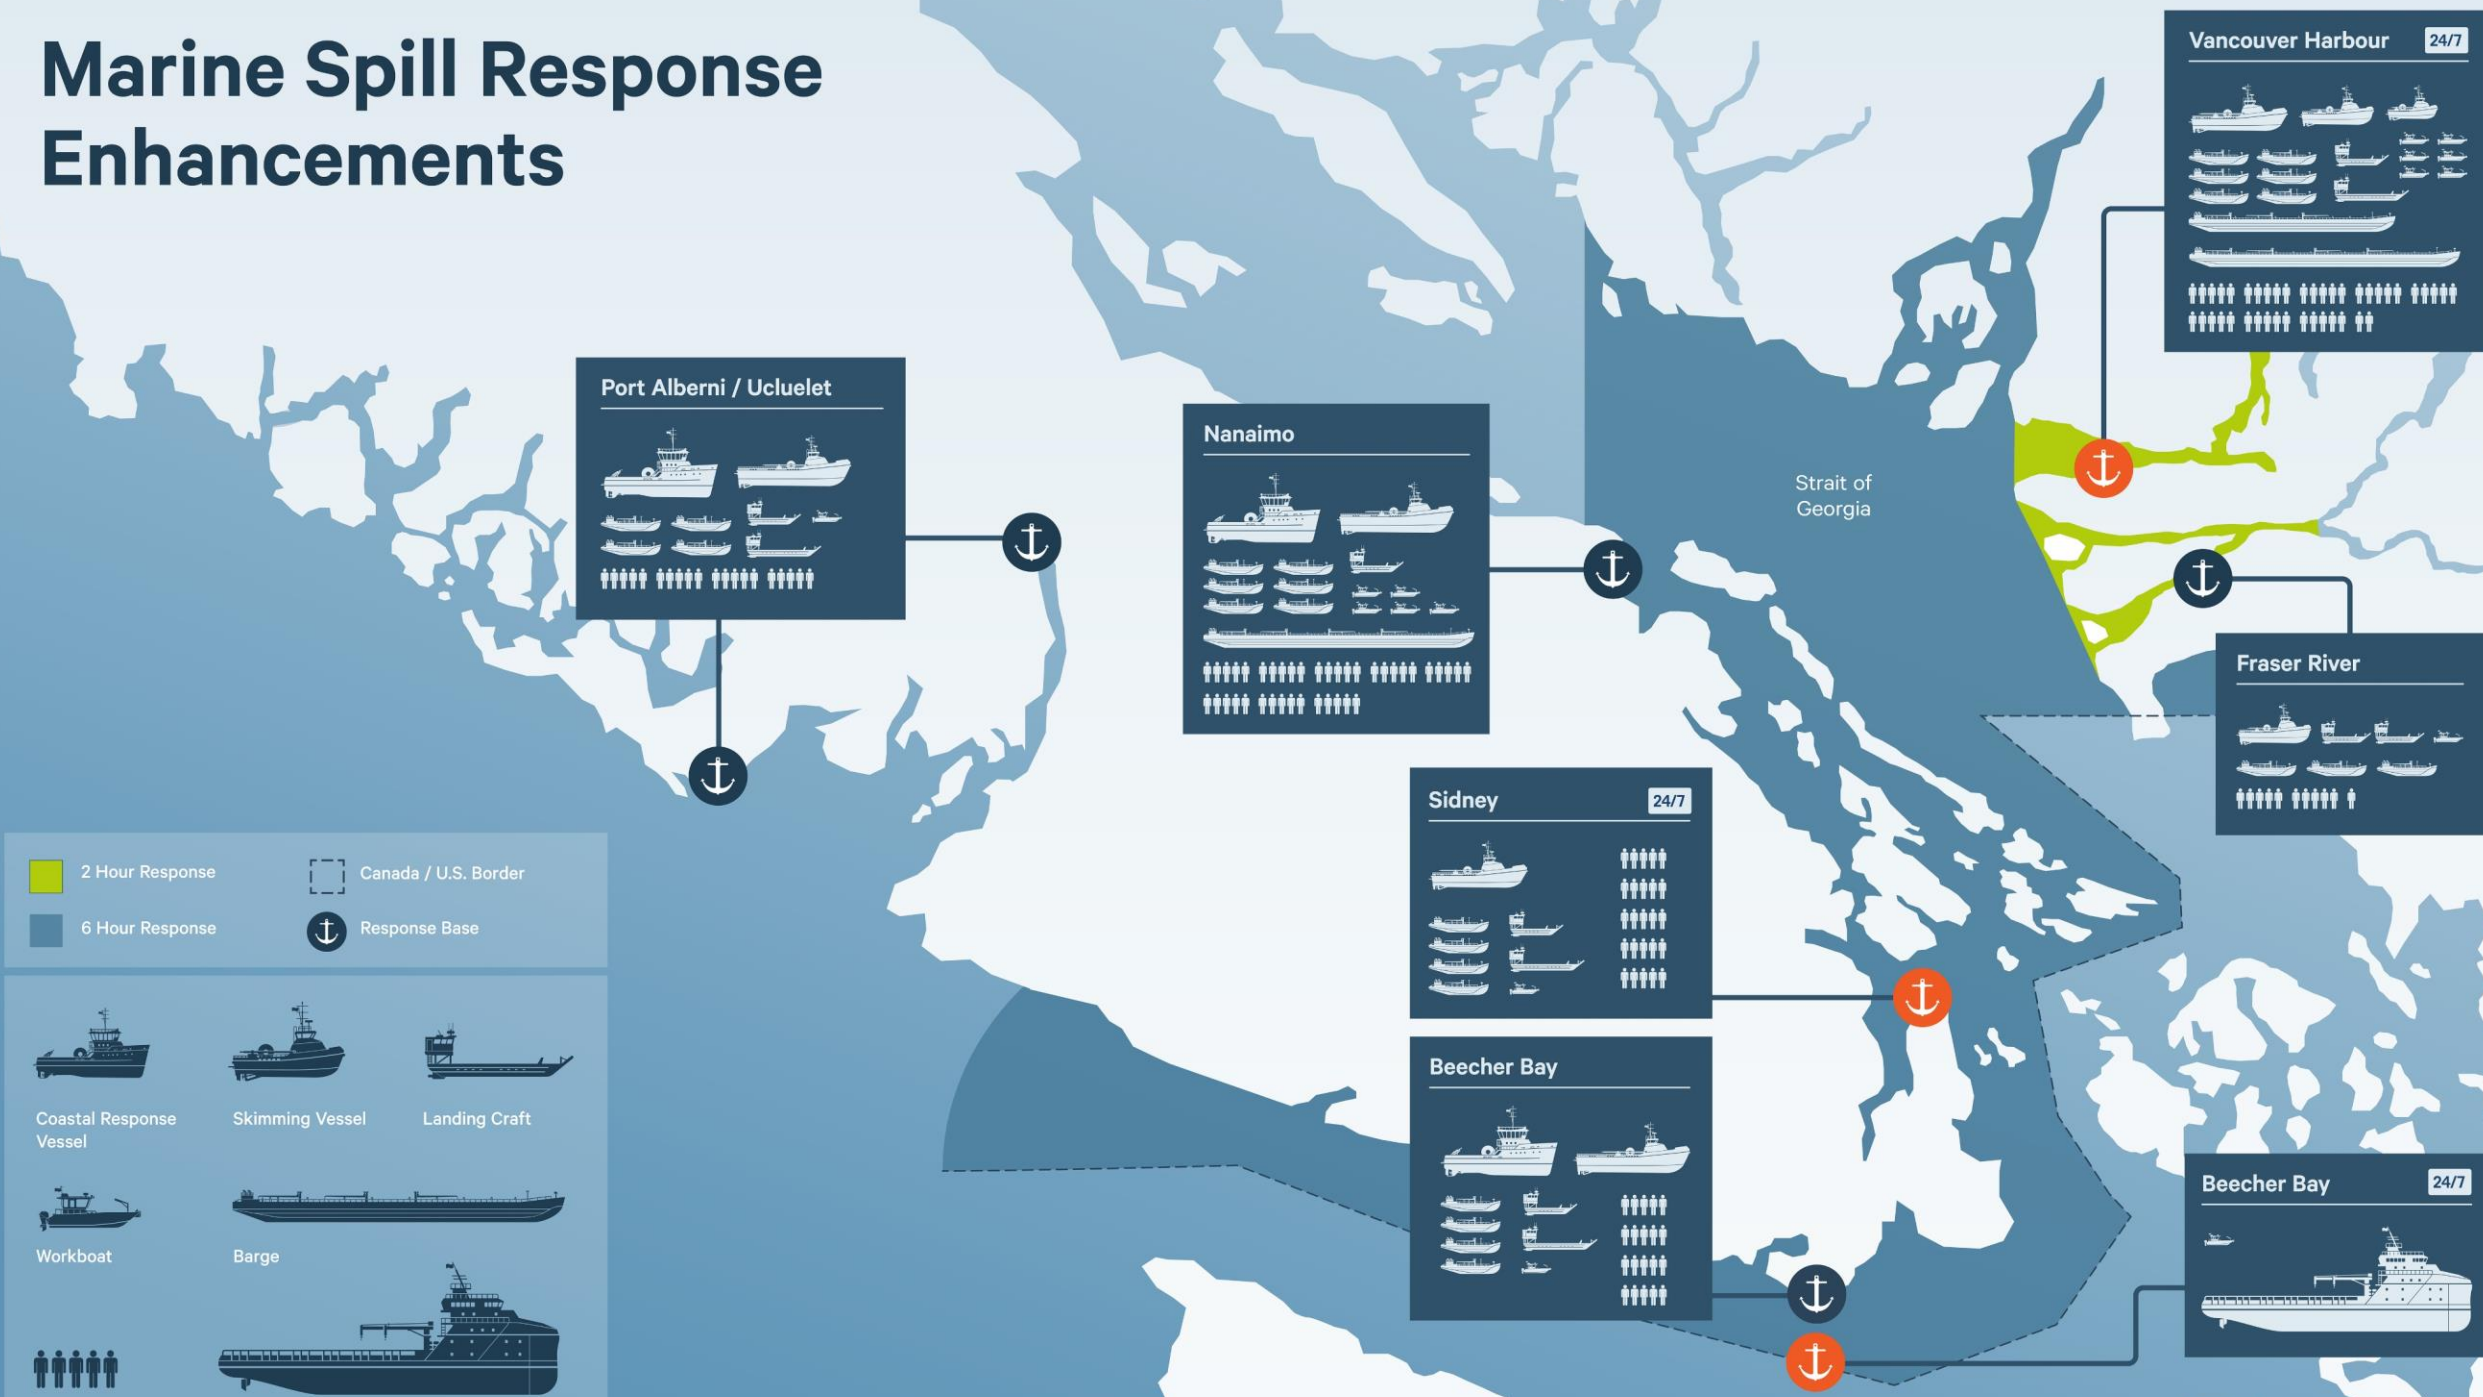 Marine Spill Response
Enhancements
Vancouver Harbour 24/7
Port Alberni / Ucluelet
Nanaimo
Strait of
Georgia
Fraser River
Sidney 24/7
2 Hour Response
Canada / U.S. Border
6 Hour Response
Response Base
Beecher Bay
Coastal Response
Vessel
Skimming Vessel
Landing Craft
Beecher Bay 24/7
Workboat
Barge